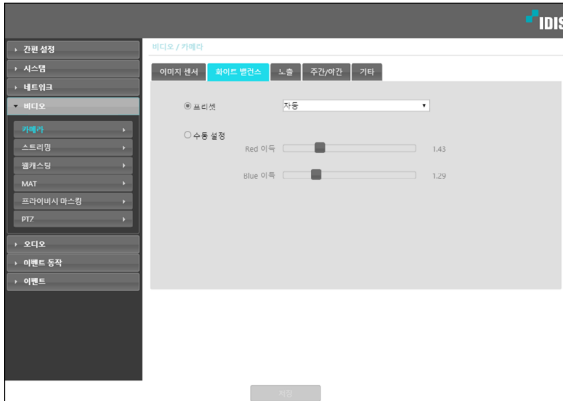 IDIS
간편 설정
시스템
네트워크
비디오
카메라
스트리밍
웹캐스팅
MAT
프라이버시 마스킹
PTZ
오디오
이벤트 동작
이벤트
비디오 / 카메라
이미지 센서 화이트 밸런스 노출 주간/야간 기타
프리셋 자동
수동 설정
Red 이득 1.43
Blue 이득 1.29
저장